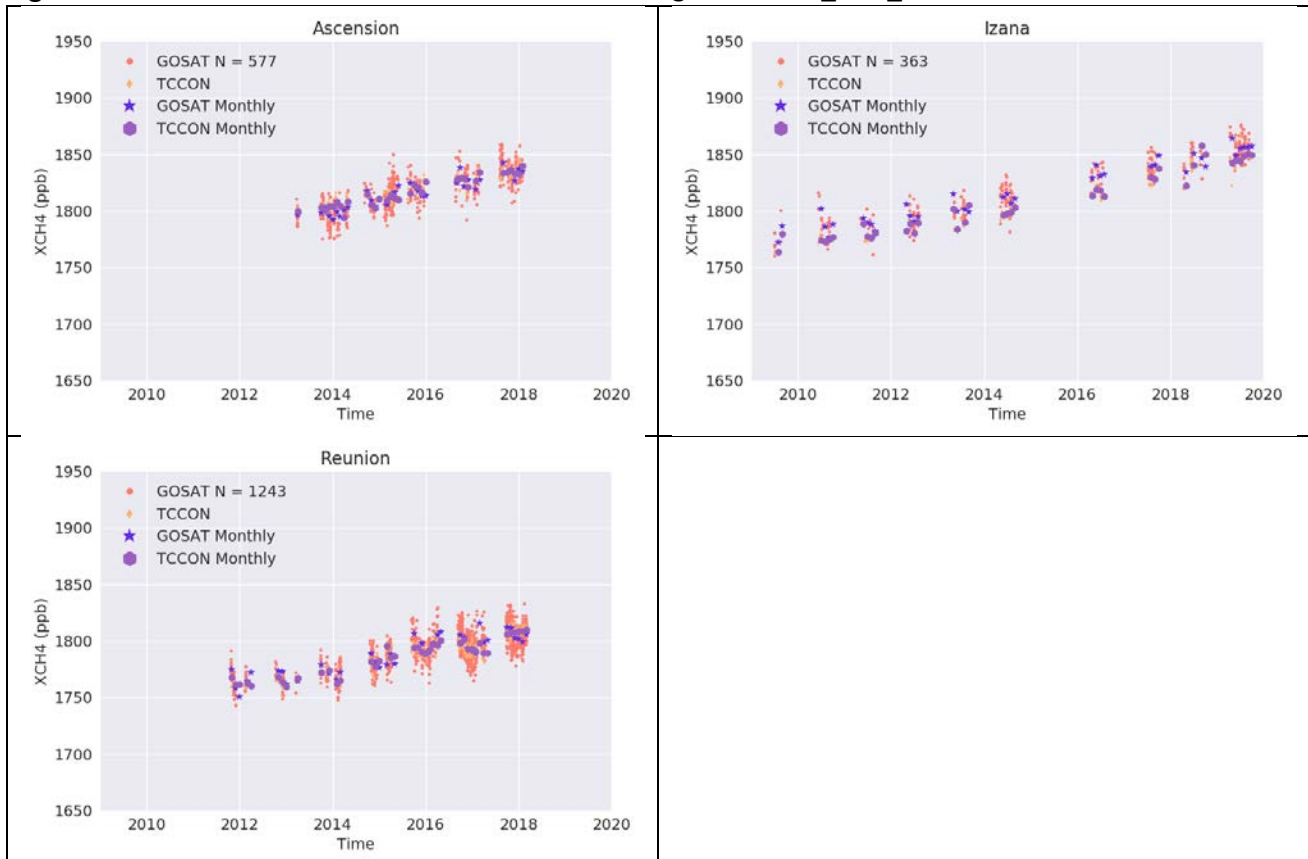 Ascension
1950
1900
1850
1800
1750
1700
1650
XCH4 (ppb)
GOSAT N = 577
TCCON
GOSAT Monthly
TCCON Monthly
2010 2012 2014 2016 2018 2020
Time
Izana
1950
1900
1850
1800
1750
1700
1650
XCH4 (ppb)
GOSAT N = 363
TCCON
GOSAT Monthly
TCCON Monthly
2010 2012 2014 2016 2018 2020
Time
Reunion
1950
1900
1850
1800
1750
1700
1650
XCH4 (ppb)
GOSAT N = 1243
TCCON
GOSAT Monthly
TCCON Monthly
2010 2012 2014 2016 2018 2020
Time